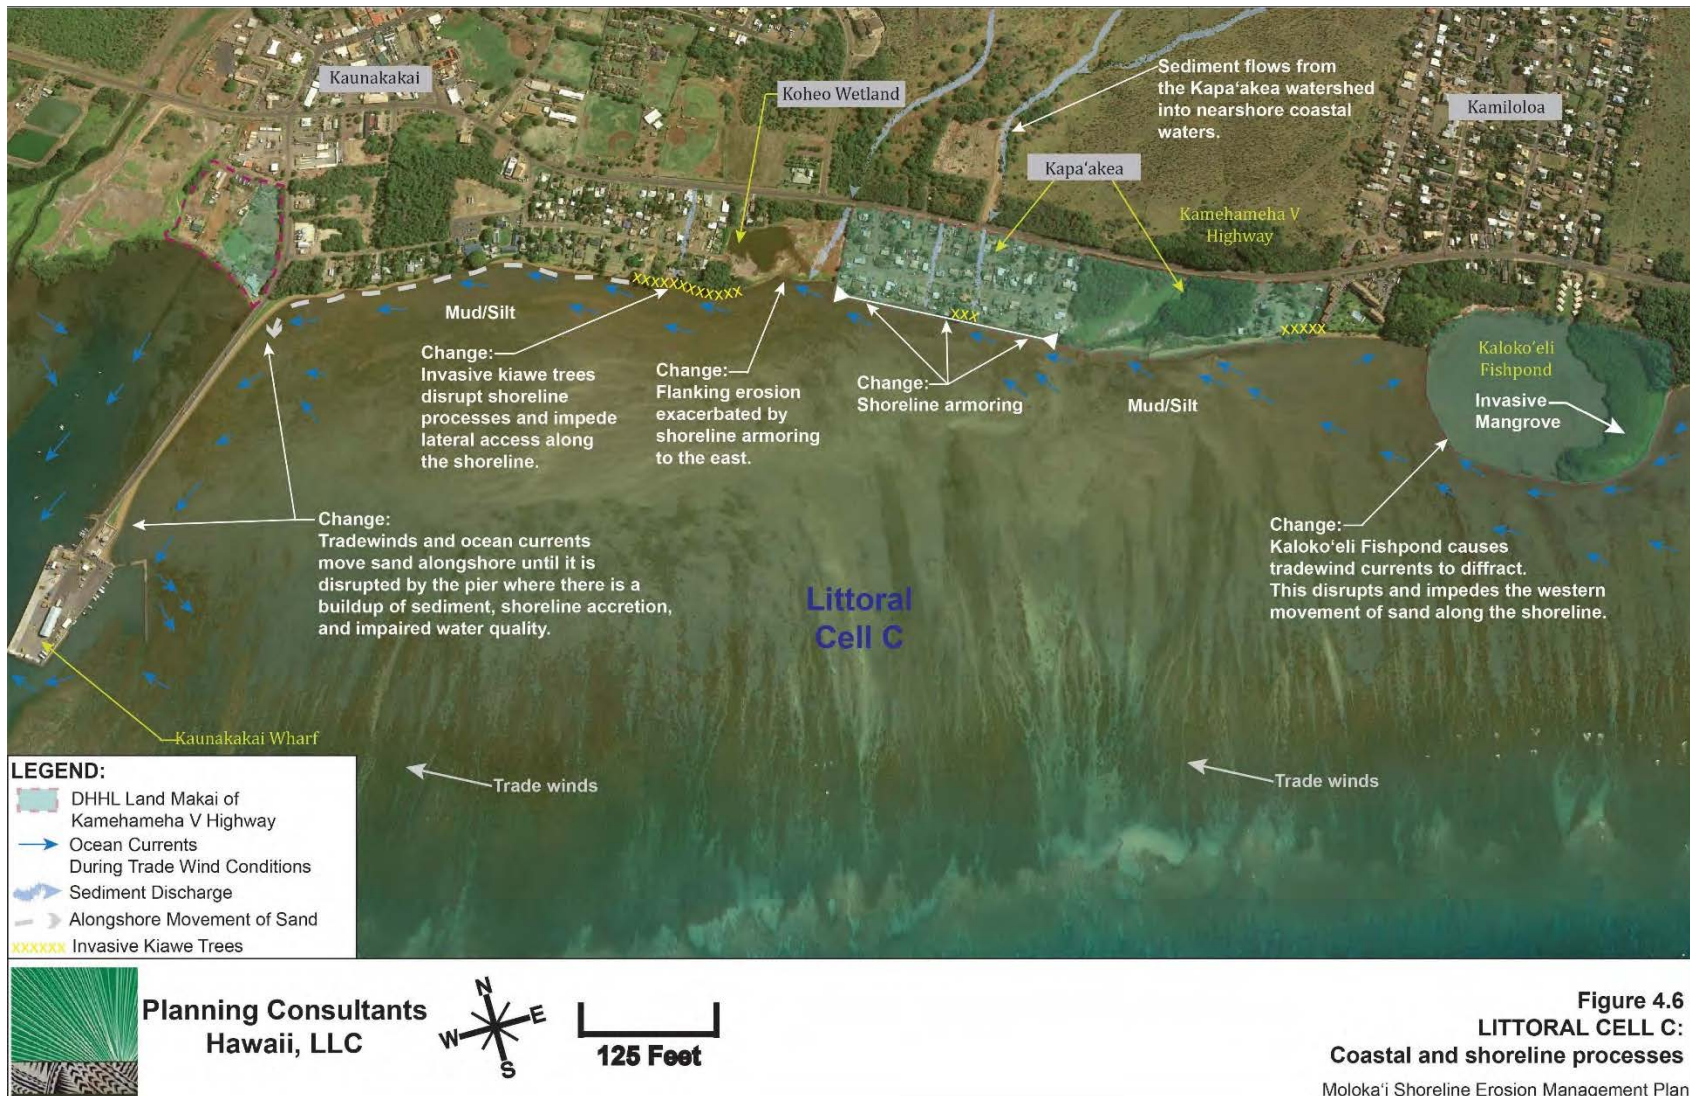 Kaunakakai
Koheo Wetland
Sediment flows from
the Kapa‘akea watershed
into nearshore coastal
waters.
Kamiloloa
Kapa‘akea
Kamehameha V
Highway
Mud/Silt
Change:
Invasive kiawe trees
disrupt shoreline
processes and impede
lateral access along
the shoreline.
XXXXXXXXXXXXX
Change:
Flanking erosion
exacerbated by
shoreline armoring
to the east.
XXX
Change:
Shoreline armoring
XXXXX
Mud/Silt
Kaloko‘eli
Fishpond
Invasive
Mangrove
Change:
Tradewinds and ocean currents
move sand alongshore until it is
disrupted by the pier where there is a
buildup of sediment, shoreline accretion,
and impaired water quality.
Change:
Kaloko‘eli Fishpond causes
tradewind currents to diffract.
This disrupts and impedes the western
movement of sand along the shoreline.
Littoral
Cell C
Kaunakakai Wharf
Trade winds
Trade winds
LEGEND:
DHHL Land Makai of
Kamehameha V Highway
Ocean Currents
During Trade Wind Conditions
Sediment Discharge
Alongshore Movement of Sand
XXXXXX Invasive Kiawe Trees
Planning Consultants
Hawaii, LLC
N
W E
S
125 Feet
Figure 4.6
LITTORAL CELL C:
Coastal and shoreline processes
Moloka‘i Shoreline Erosion Management Plan